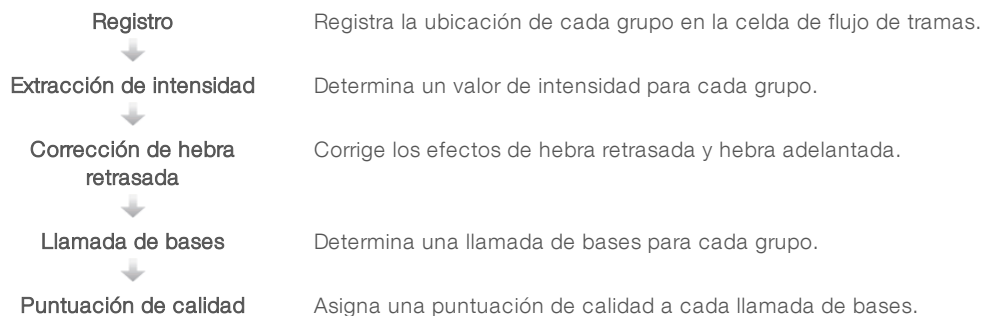 Registro Registra la ubicación de cada grupo en la celda de flujo de tramas.
Extracción de intensidad Determina un valor de intensidad para cada grupo.
Corrección de hebra Corrige los efectos de hebra retrasada y hebra adelantada.
retrasada
Llamada de bases Determina una llamada de bases para cada grupo.
Puntuación de calidad Asigna una puntuación de calidad a cada llamada de bases.